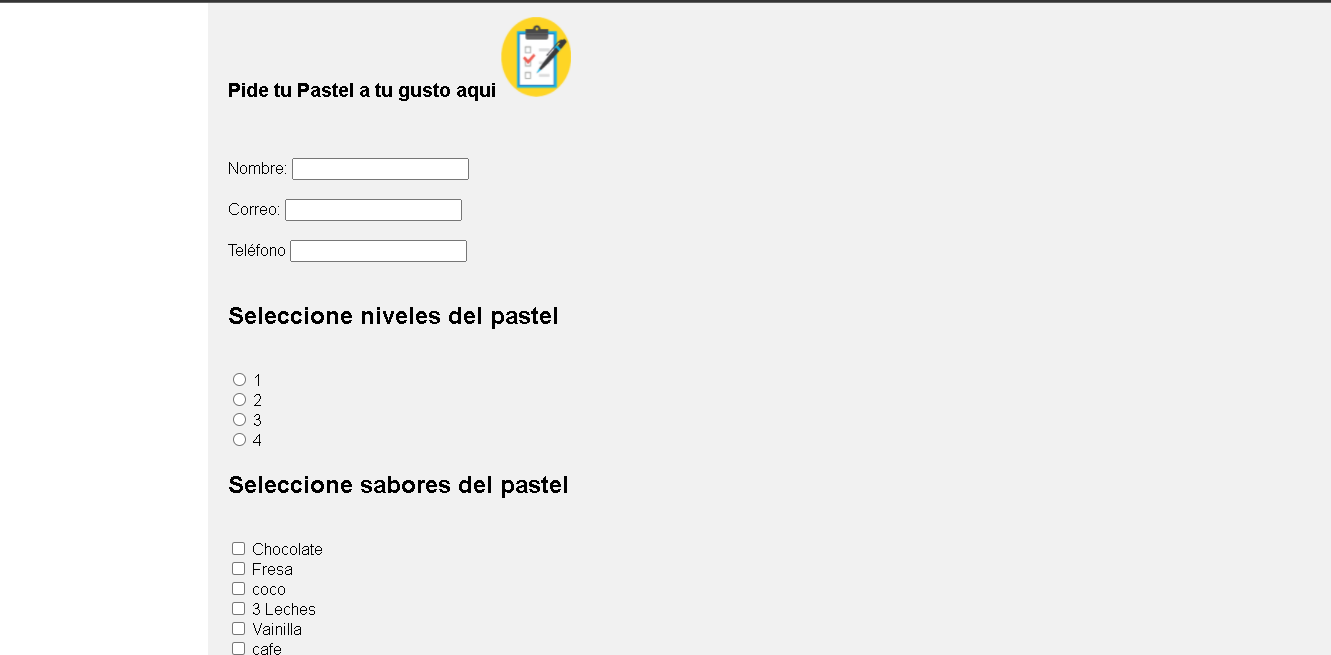 Pide tu Pastel a tu gusto aqui
Nombre:
Correo:
Teléfono
Seleccione niveles del pastel
1
2
3
4
Seleccione sabores del pastel
Chocolate
Fresa
coco
3 Leches
Vainilla
cafe